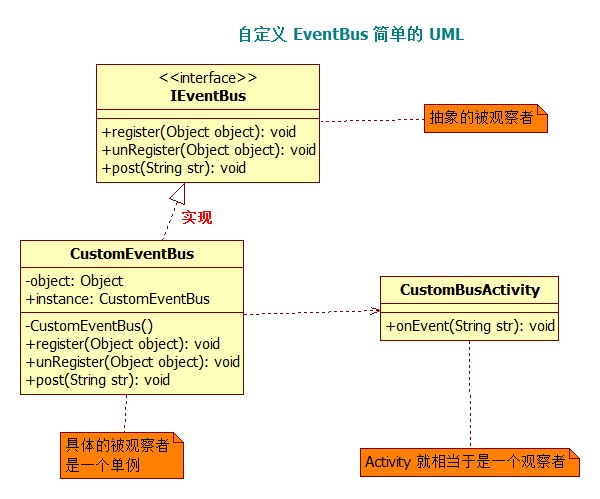 自定义 EventBus 简单的 UML
<<interface>>
IEventBus
+register(Object object): void
+unRegister(Object object): void
+post(String str): void
抽象的被观察者
实现
CustomEventBus
-object: Object
+instance: CustomEventBus
-CustomEventBus()
+register(Object object): void
+unRegister(Object object): void
+post(String str): void
CustomBusActivity
+onEvent(String str): void
具体的被观察者
是一个单例
Activity 就相当于是一个观察者